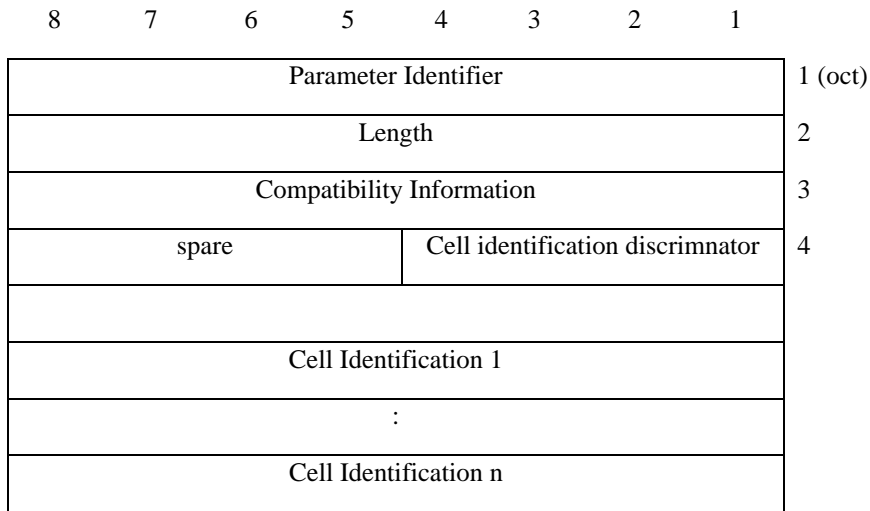 8 7 6 5 4 3 2 1
Parameter Identifier 1 (oct)
Length 2
Compatibility Information 3
spare Cell identification discrimnator 4
Cell Identification 1
:
Cell Identification n